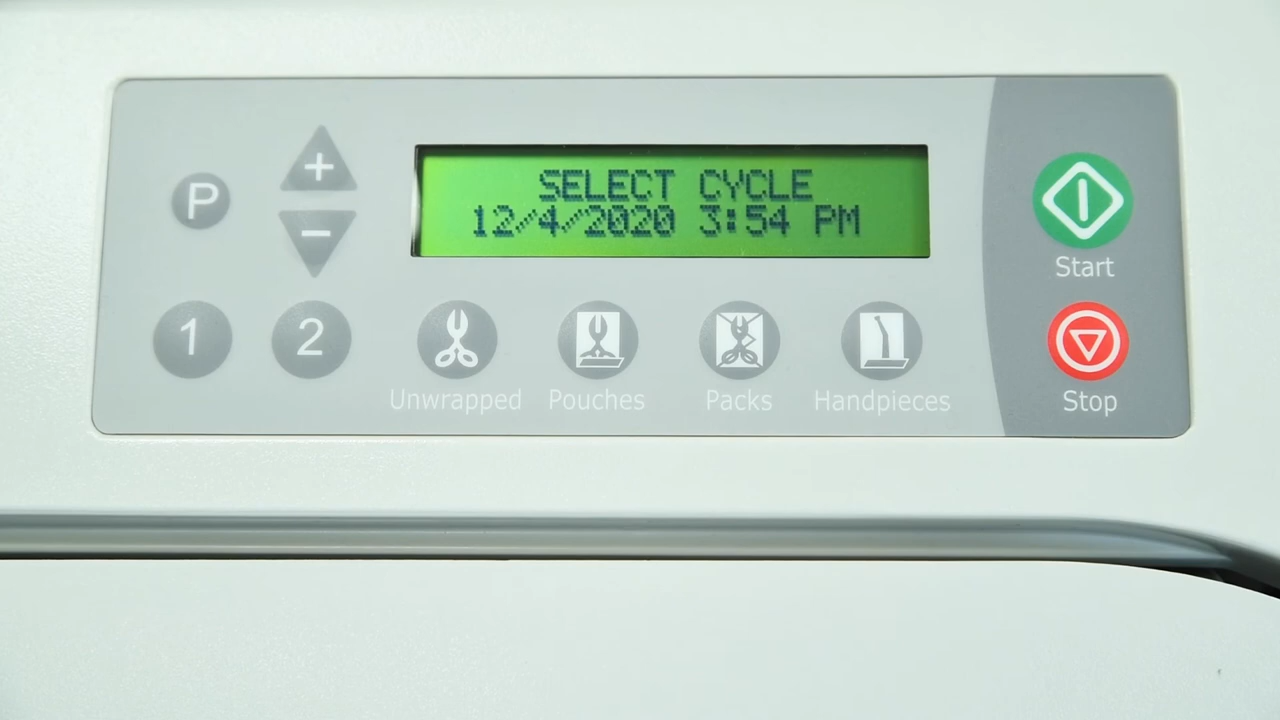 SELECT CYCLE
12/4/2020 3:54 PM
P
+
−
1
2
Unwrapped
Pouches
Packs
Handpieces
Start
Stop